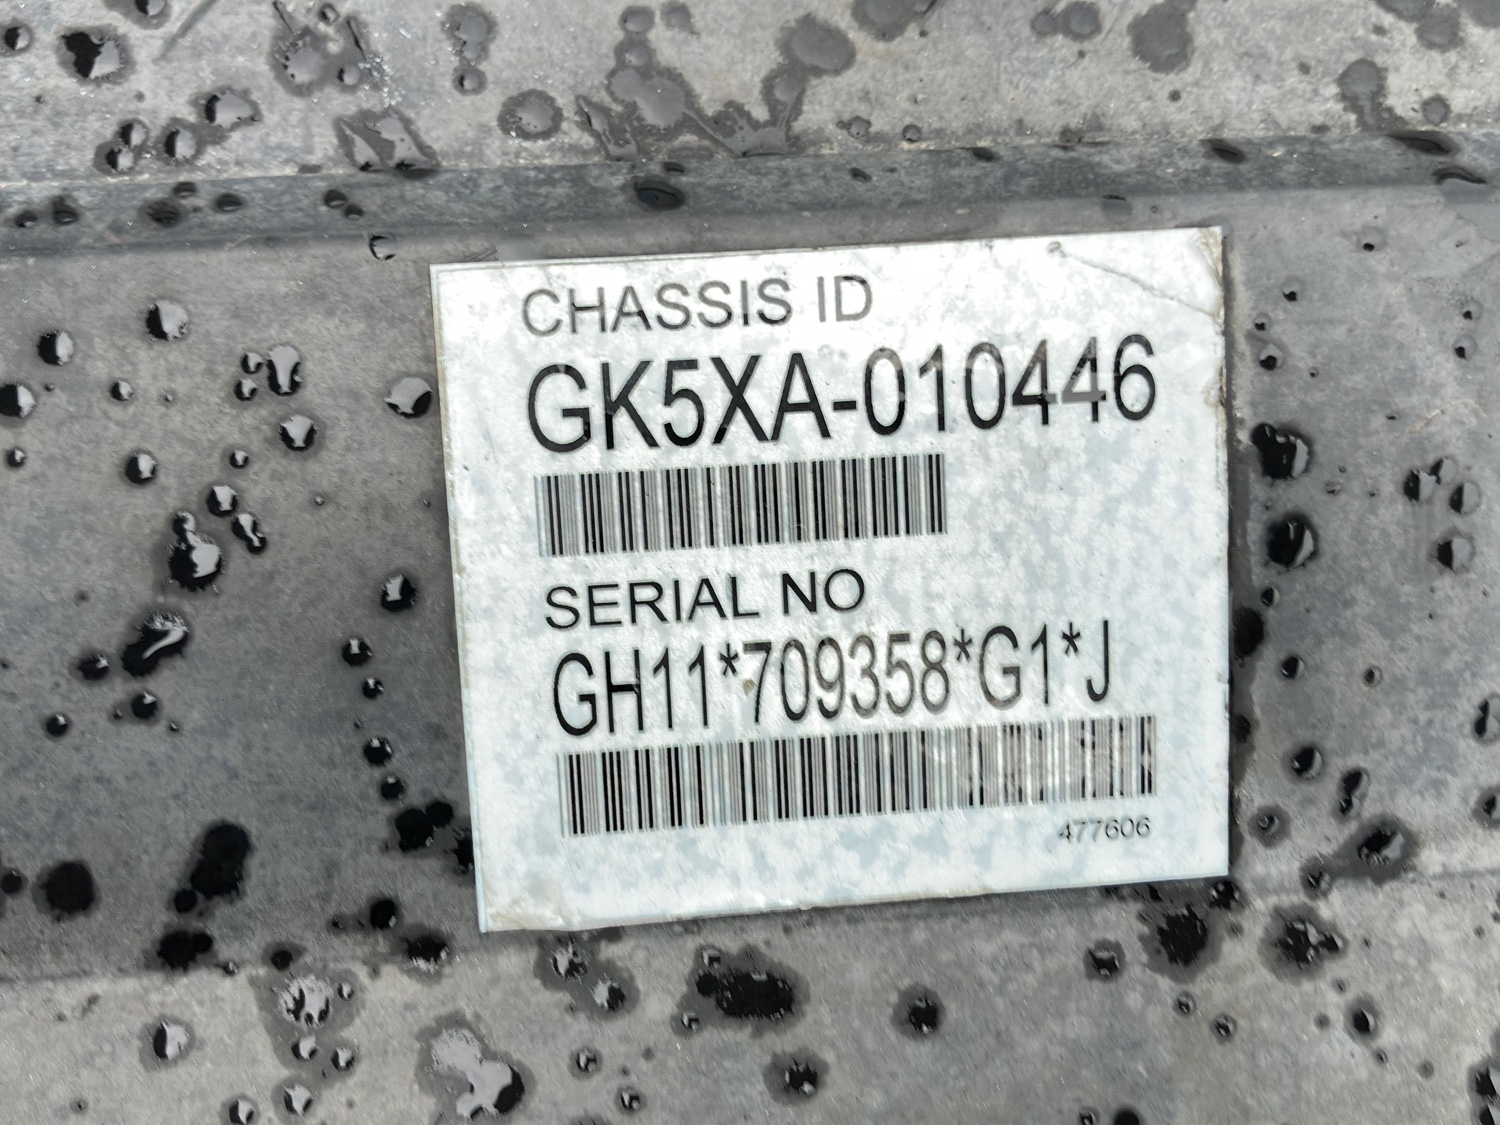 CHASSIS ID
GK5XA-010446
SERIAL NO
GH11*709358*G1*J
477606